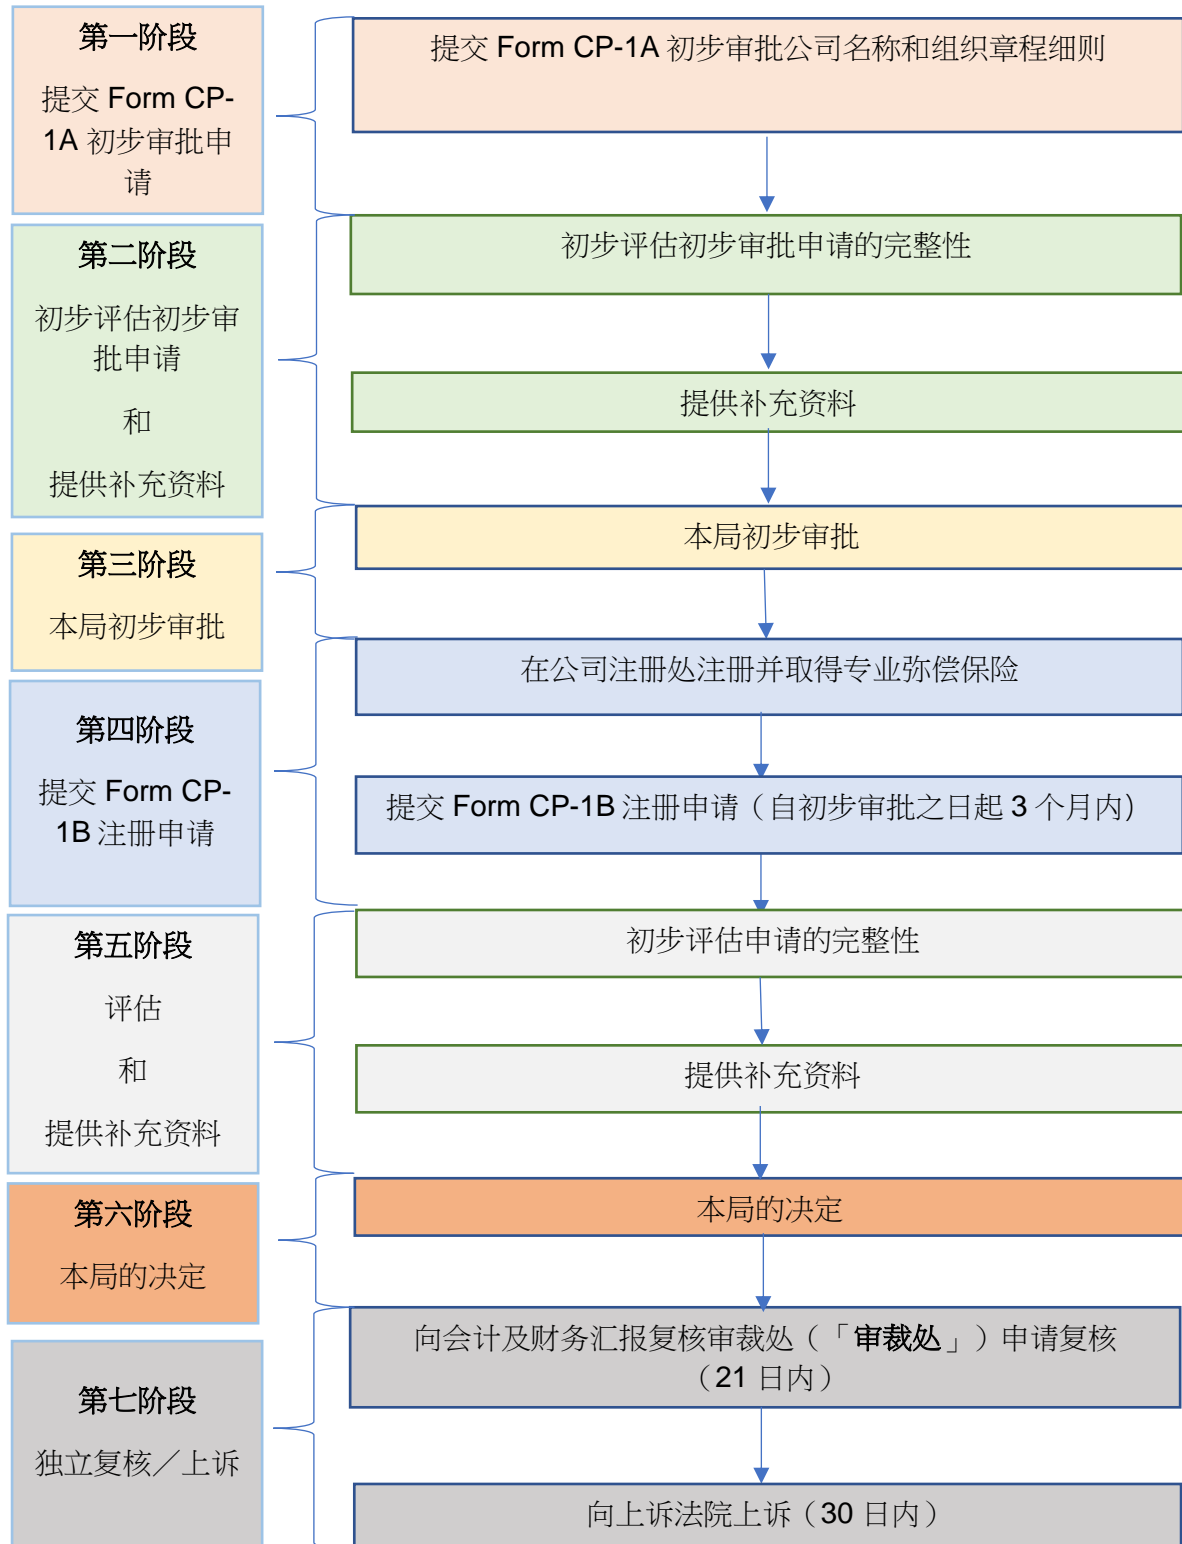 第一阶段
提交 Form CP-
1A 初步审批申
请
提交 Form CP-1A 初步审批公司名称和组织章程细则
第二阶段
初步评估初步审
批申请
和
提供补充资料
初步评估初步审批申请的完整性
提供补充资料
第三阶段
本局初步审批
本局初步审批
第四阶段
提交 Form CP-
1B 注册申请
在公司注册处注册并取得专业弥偿保险
提交 Form CP-1B 注册申请（自初步审批之日起 3 个月内）
第五阶段
评估
和
提供补充资料
初步评估申请的完整性
提供补充资料
第六阶段
本局的决定
本局的决定
第七阶段
独立复核／上诉
向会计及财务汇报复核审裁处（「审裁处」）申请复核
（21 日内）
向上诉法院上诉（30 日内）